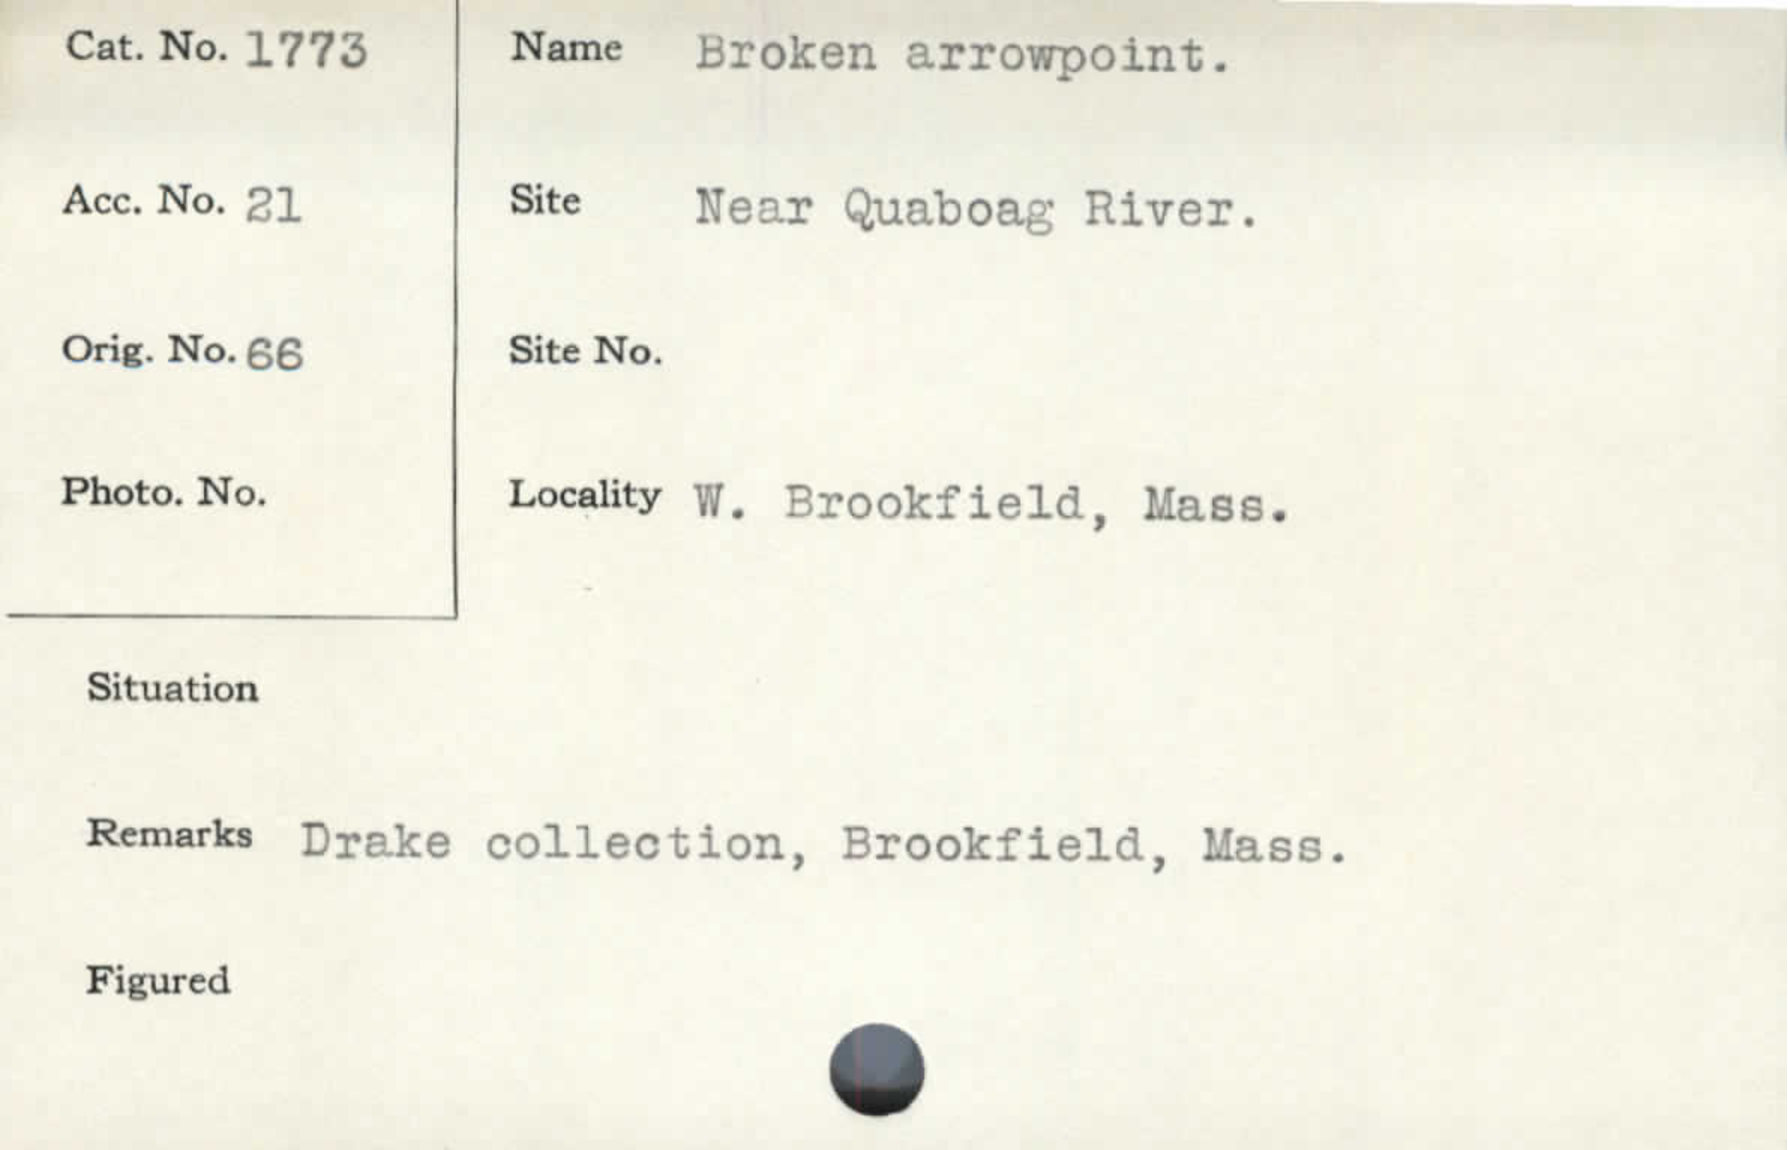 Cat. No. 1773
Name Broken arrowpoint.
Acc. No. 21
Site Near Quaboag River.
Orig. No. 66
Site No.
Photo. No.
Locality W. Brookfield, Mass.
Situation
Remarks Drake collection, Brookfield, Mass.
Figured